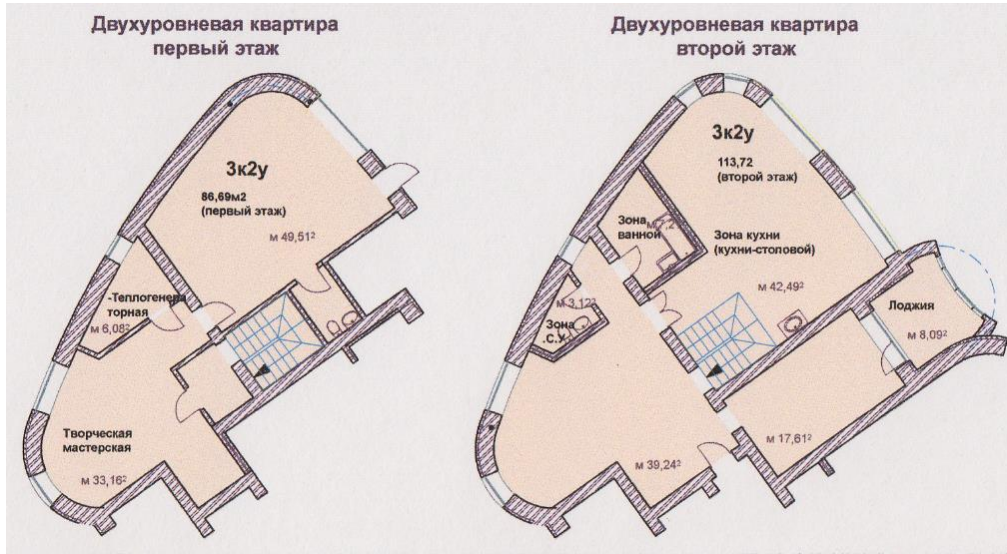 Двухуровневая квартира
первый этаж
3к2у
86,69м2
(первый этаж)
м 49,51²
-Теплогенера
торная
м 6,08²
Творческая
мастерская
м 33,16²
Двухуровневая квартира
второй этаж
3к2у
113,72
(второй этаж)
Зона
ванной
Зона кухни
(кухни-столовой)
м 42,49²
м 3,12²
Зона
.С.У
Лоджия
м 8,09²
м 17,61²
м 39,24²